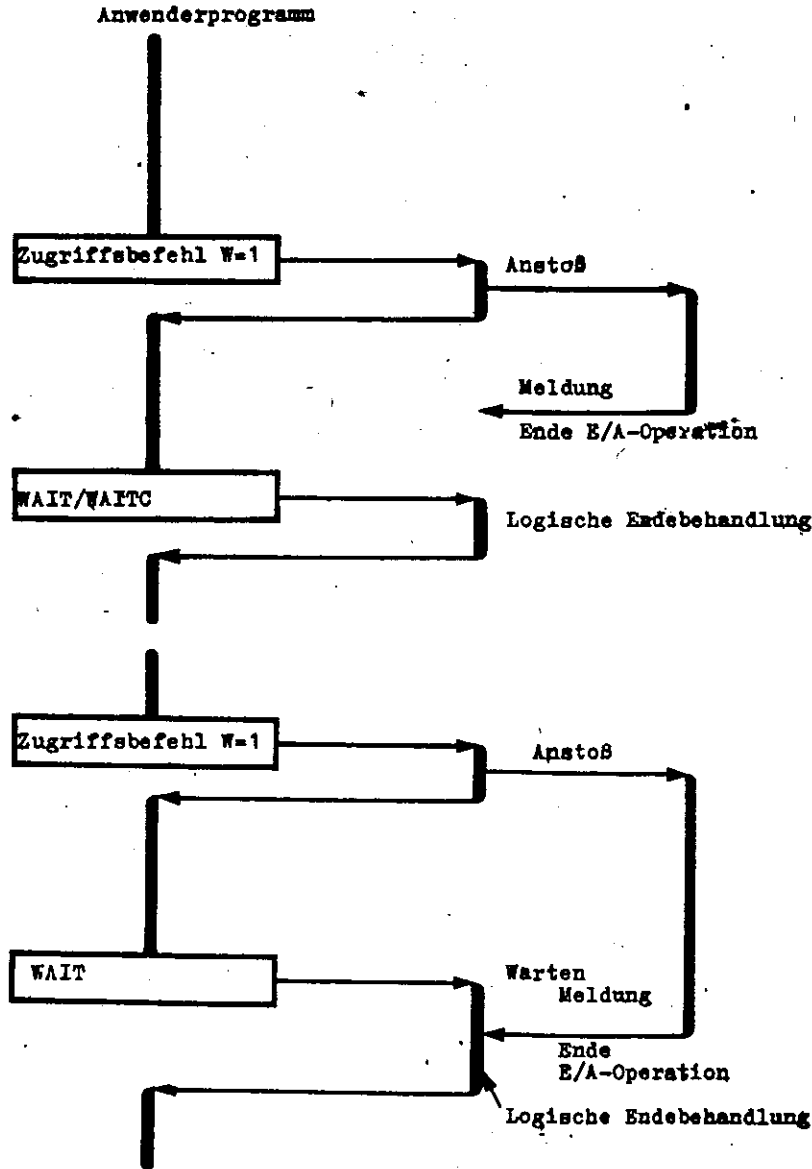 Anwenderprogramm
Zugriffsbefehl W=1
Anstoß
Meldung
Ende E/A-Operation
WAIT/WAITC
Logische Endebehandlung
Zugriffsbefehl W=1
Anstoß
WAIT
Warten
Meldung
Ende
E/A-Operation
Logische Endebehandlung